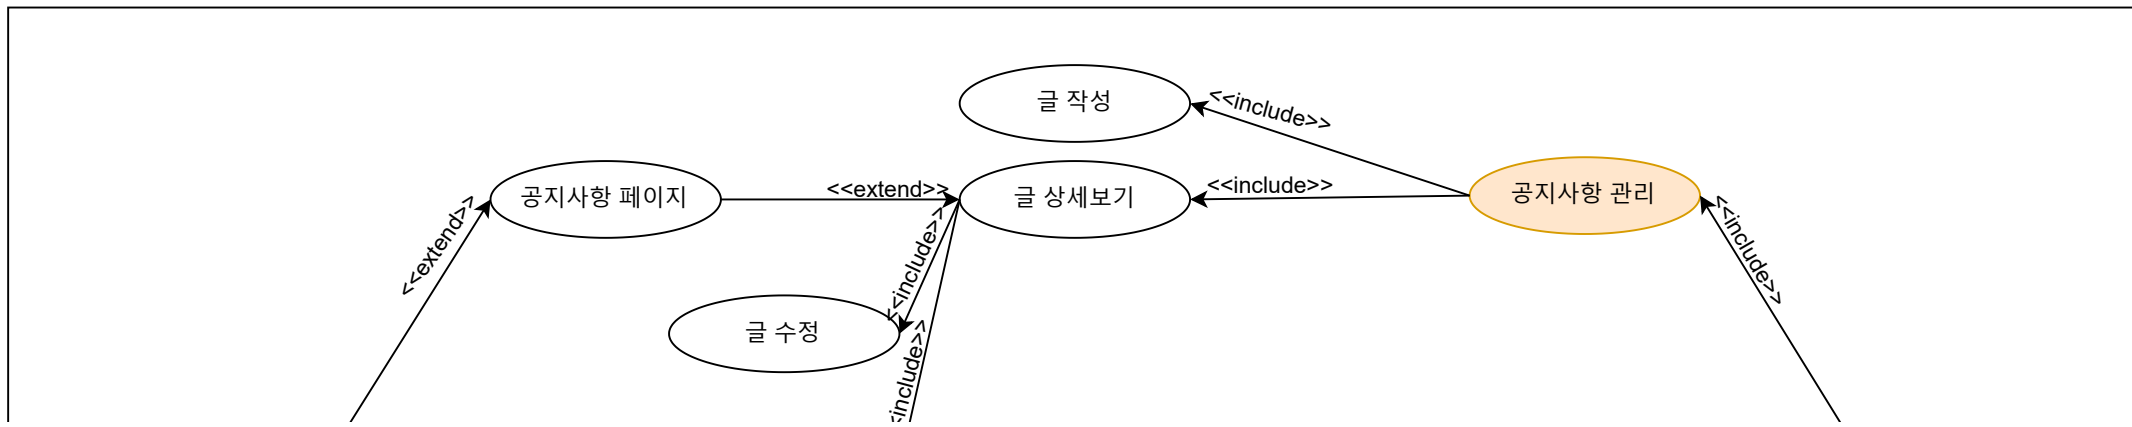 글 작성
<<include>>
공지사항 페이지
<<extend>>
글 상세보기
<<include>>
공지사항 관리
<<extend>>
<<include>>
<<include>>
글 수정
<include>>